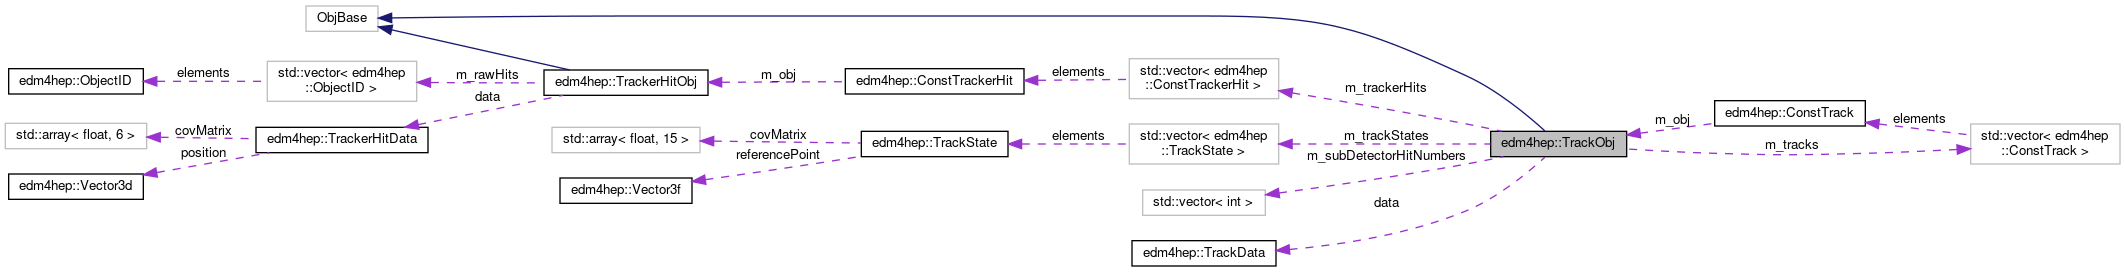 ObjBase
edm4hep::ObjectID
elements
std::vector< edm4hep
::ObjectID >
m_rawHits
edm4hep::TrackerHitObj
m_obj
edm4hep::ConstTrackerHit
elements
std::vector< edm4hep
::ConstTrackerHit >
m_trackerHits
data
std::array< float, 6 >
covMatrix
position
edm4hep::TrackerHitData
edm4hep::Vector3d
std::array< float, 15 >
covMatrix
referencePoint
edm4hep::TrackState
edm4hep::Vector3f
elements
std::vector< edm4hep
::TrackState >
m_trackStates
m_subDetectorHitNumbers
std::vector< int >
data
edm4hep::TrackData
edm4hep::TrackObj
m_obj
edm4hep::ConstTrack
elements
m_tracks
std::vector< edm4hep
::ConstTrack >